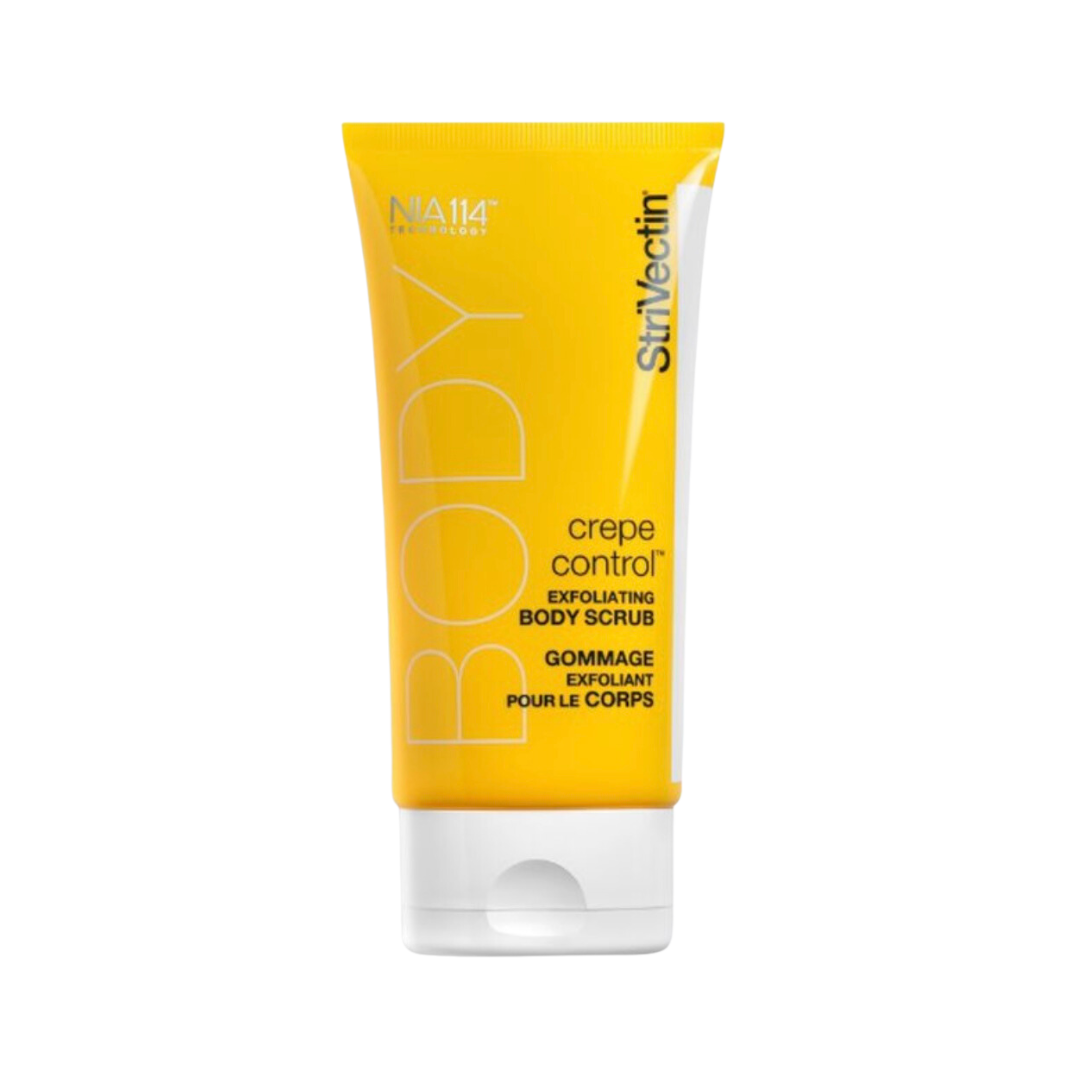 NIA114™
TECHNOLOGY
StriVectin®
BODY
crepe
control™
EXFOLIATING
BODY SCRUB
GOMMAGE
EXFOLIANT
POUR LE CORPS